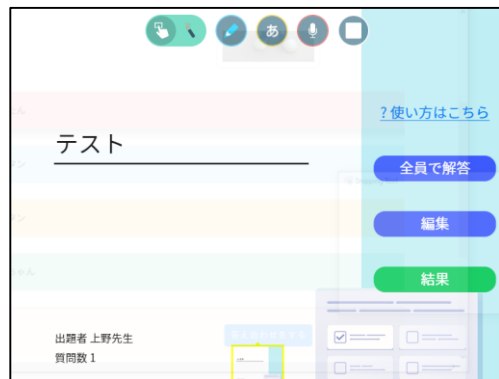 あ
?使い方はこちら
テスト
全員で解答
編集
結果
出題者 上野先生
質問数 1